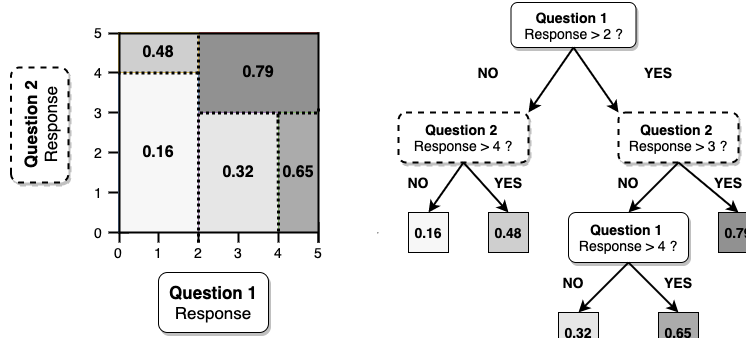 5
4
3
2
1
0
0 1 2 3 4 5
0.48
0.79
0.16
0.32
0.65
Question 2
Response
Question 1
Response
Question 1
Response > 2 ?
NO
YES
Question 2
Response > 4 ?
Question 2
Response > 3 ?
NO
YES
NO
YES
0.16
0.48
Question 1
Response > 4 ?
0.79
NO
YES
0.32
0.65